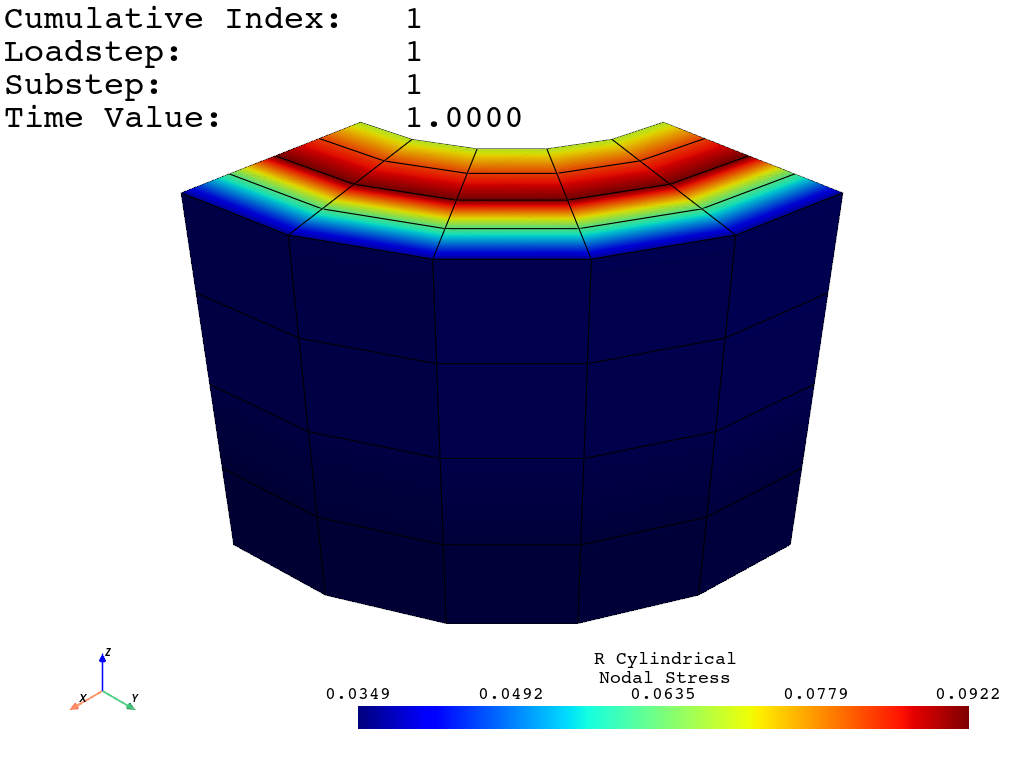 Cumulative Index: 1
Loadstep: 1
Substep: 1
Time Value: 1.0000
Z
X Y
R Cylindrical
Nodal Stress
0.0349 0.0492 0.0635 0.0779 0.0922